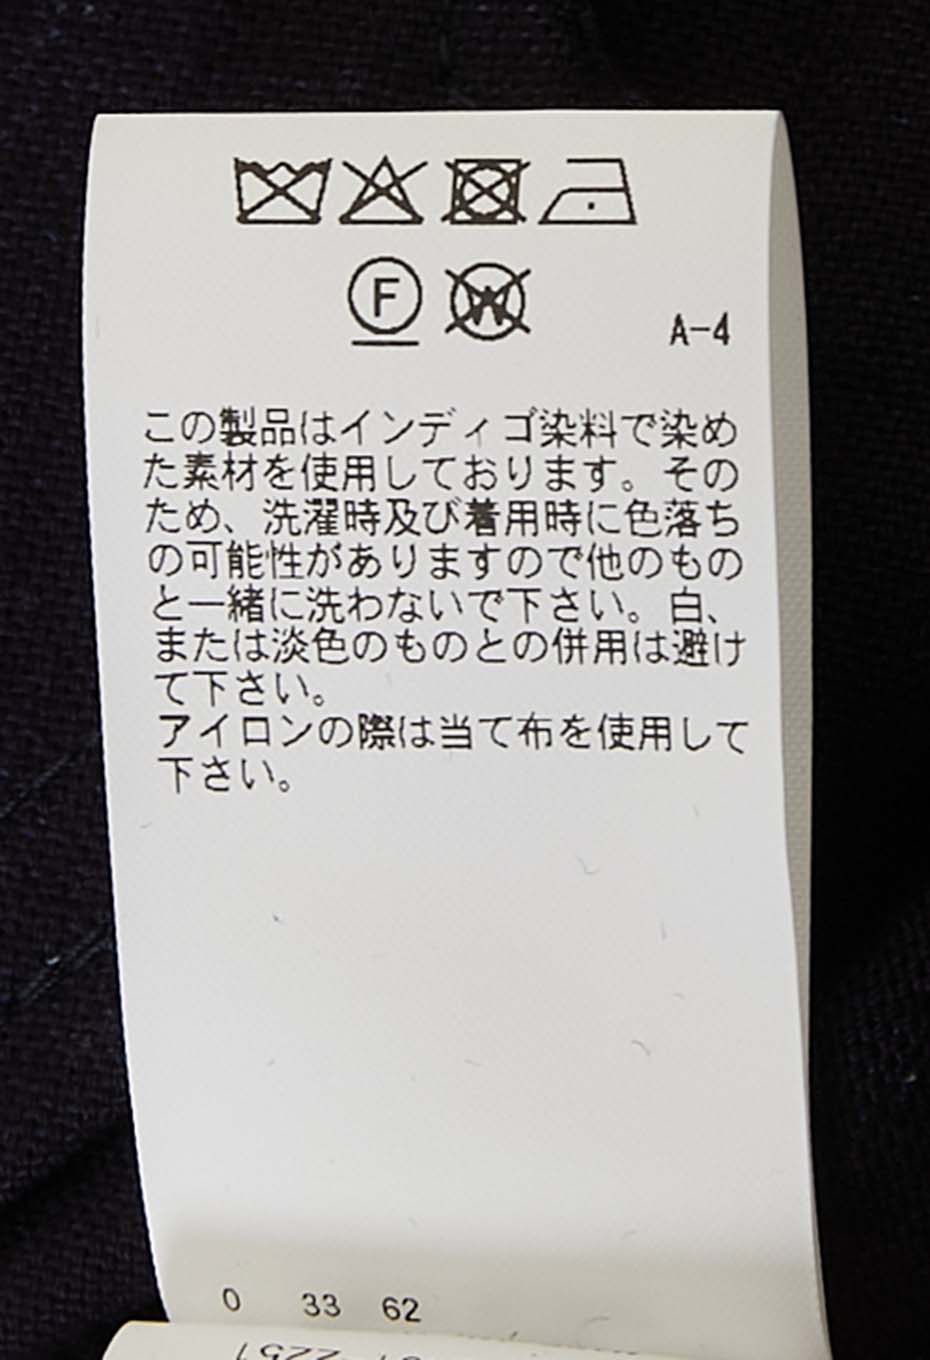 F W
A-4
この製品はインディゴ染料で染め
た素材を使用しております。その
ため、洗濯時及び着用時に色落ち
の可能性がありますので他のもの
と一緒に洗わないで下さい。白、
または淡色のものとの併用は避け
て下さい。
アイロンの際は当て布を使用して
下さい。
0 33 62